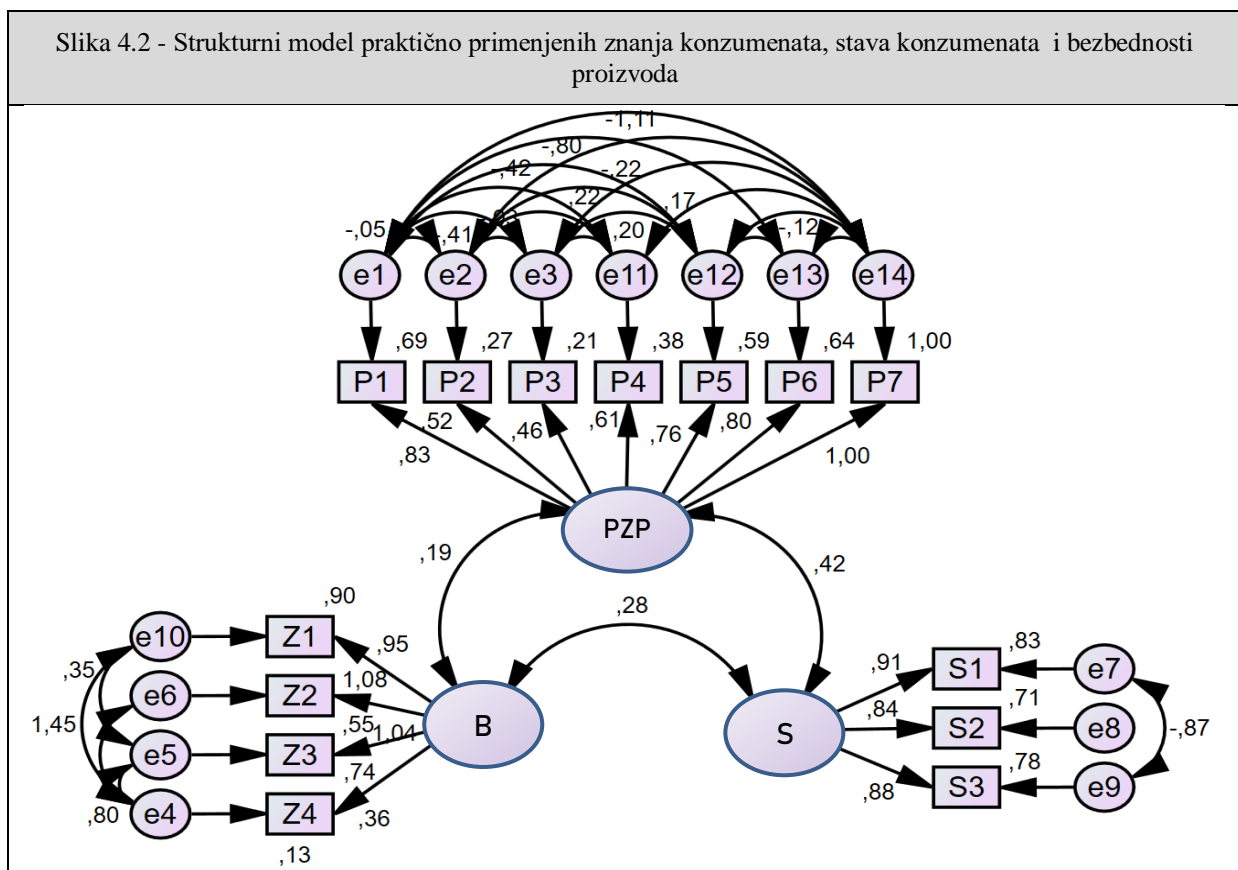 Slika 4.2 - Strukturni model praktično primenjenih znanja konzumenata, stava konzumenata i bezbednosti
proizvoda
-1,11
-,80
-,42 -,22
,22 ,17
-,05 -,41 ,20 -,12
e1 e2 e3 e11 e12 e13 e14
,69 ,27 ,21 ,38 ,59 ,64 1,00
P1 P2 P3 P4 P5 P6 P7
,83 ,52 ,46 ,61 ,76 ,80 1,00
PZP
,19 ,42
,28
,90 ,83
e10 Z1 ,95 ,91 S1 e7
,35 1,08 ,71
e6 Z2 ,84 S2 e8
1,45 ,55 1,04 B S -,87
e5 Z3 ,78
,74 ,88 S3 e9
,80 e4 Z4 ,36
,13